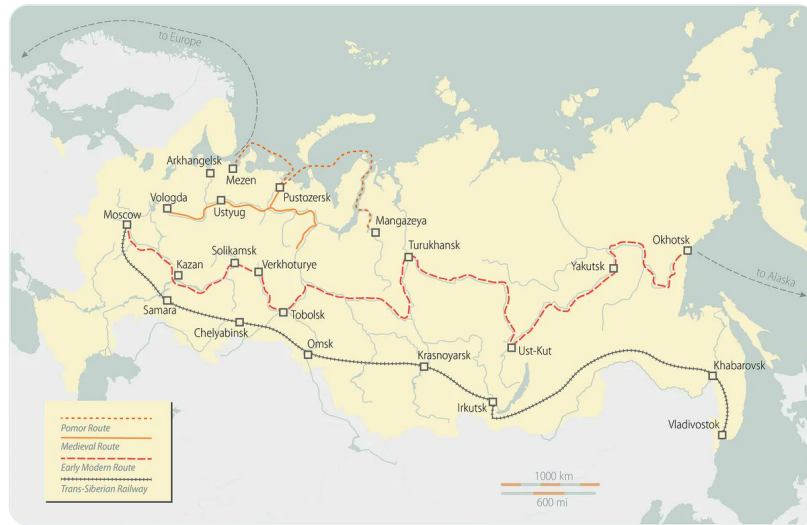 to Europe
Arkhangelsk
Mezen
Vologda
Pustozersk
Ustyug
Moscow
Mangazeya
Solikamsk
Turukhansk
Okhotsk
Kazan
Verkhoturye
Yakutsk
to Alaska
Samara
Tobolsk
Chelyabinsk
Omsk
Ust-Kut
Krasnoyarsk
Khabarovsk
Irkutsk
Vladivostok
Pomor Route
Medieval Route
Early Modern Route
Trans-Siberian Railway
1000 km
600 mi